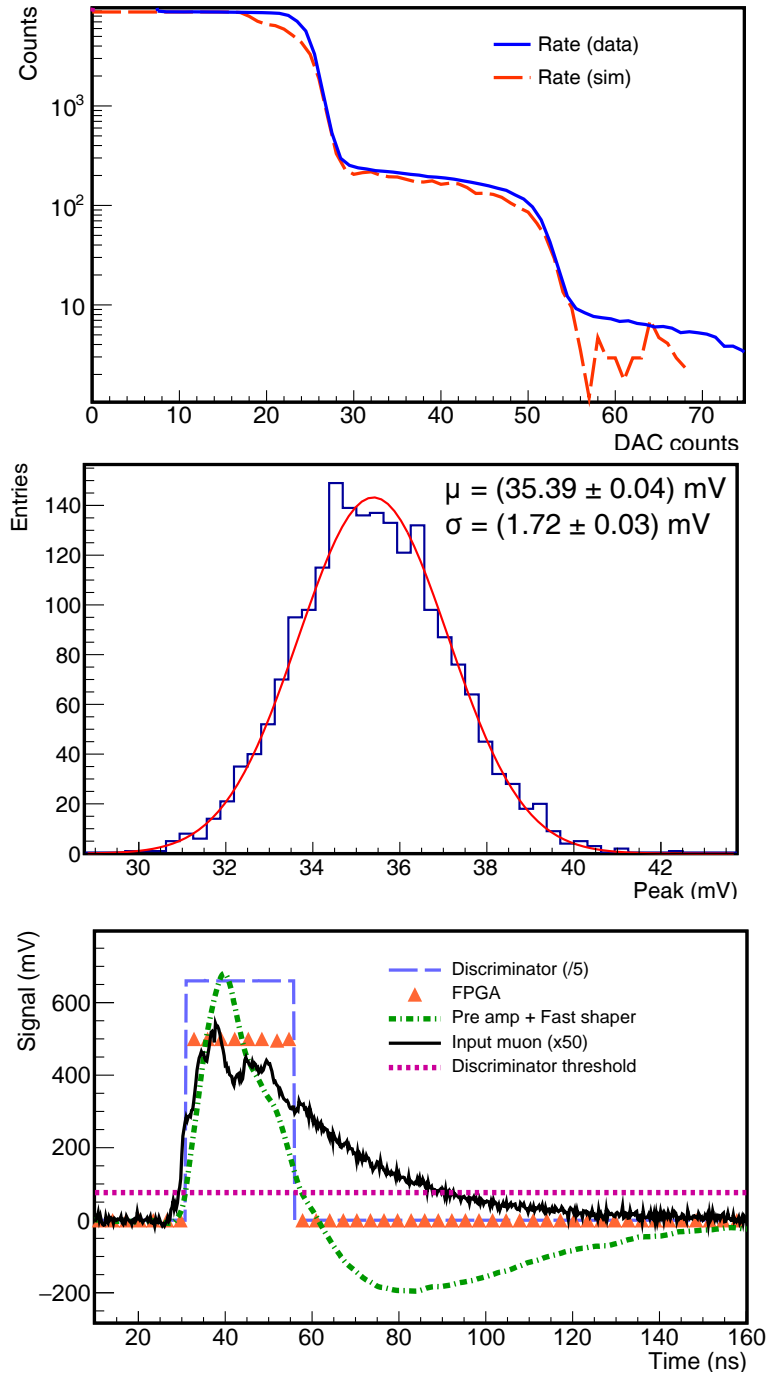 Counts
Rate (data)
Rate (sim)
10³
10²
10
0 10 20 30 40 50 60 70
DAC counts
Entries
μ = (35.39 ± 0.04) mV
σ = (1.72 ± 0.03) mV
140
120
100
80
60
40
20
0
30 32 34 36 38 40 42
Peak (mV)
Signal (mV)
Discriminator (/5)
FPGA
Pre amp + Fast shaper
Input muon (x50)
Discriminator threshold
600
400
200
0
−200
20 40 60 80 100 120 140 160
Time (ns)